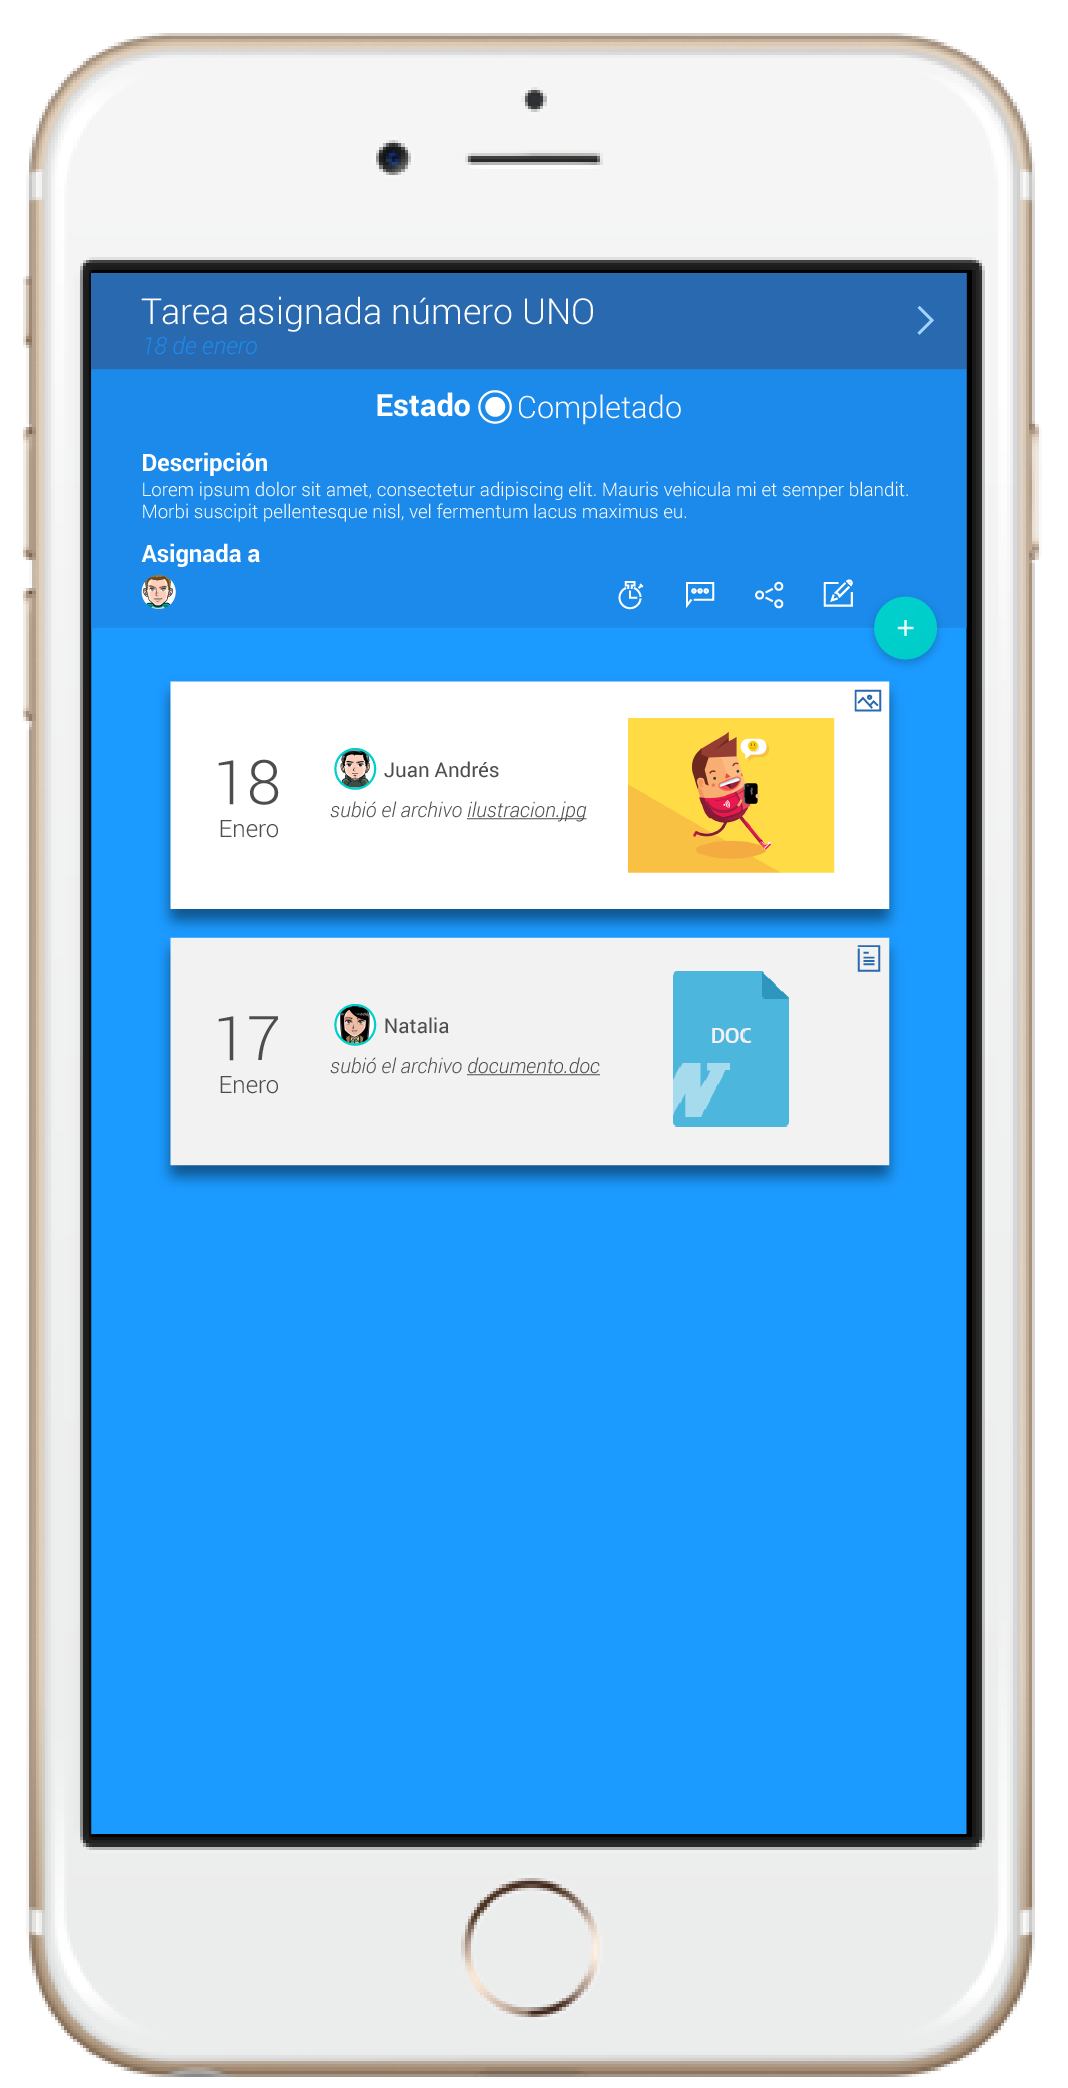 Tarea asignada número UNO
18 de enero
Estado Completado
Descripción
Lorem ipsum dolor sit amet, consectetur adipiscing elit. Mauris vehicula mi et semper blandit.
Morbi suscipit pellentesque nisl, vel fermentum lacus maximus eu.
Asignada a
+
18
Enero
Juan Andrés
subió el archivo ilustracion.jpg
17
Enero
Natalia
subió el archivo documento.doc
DOC
W